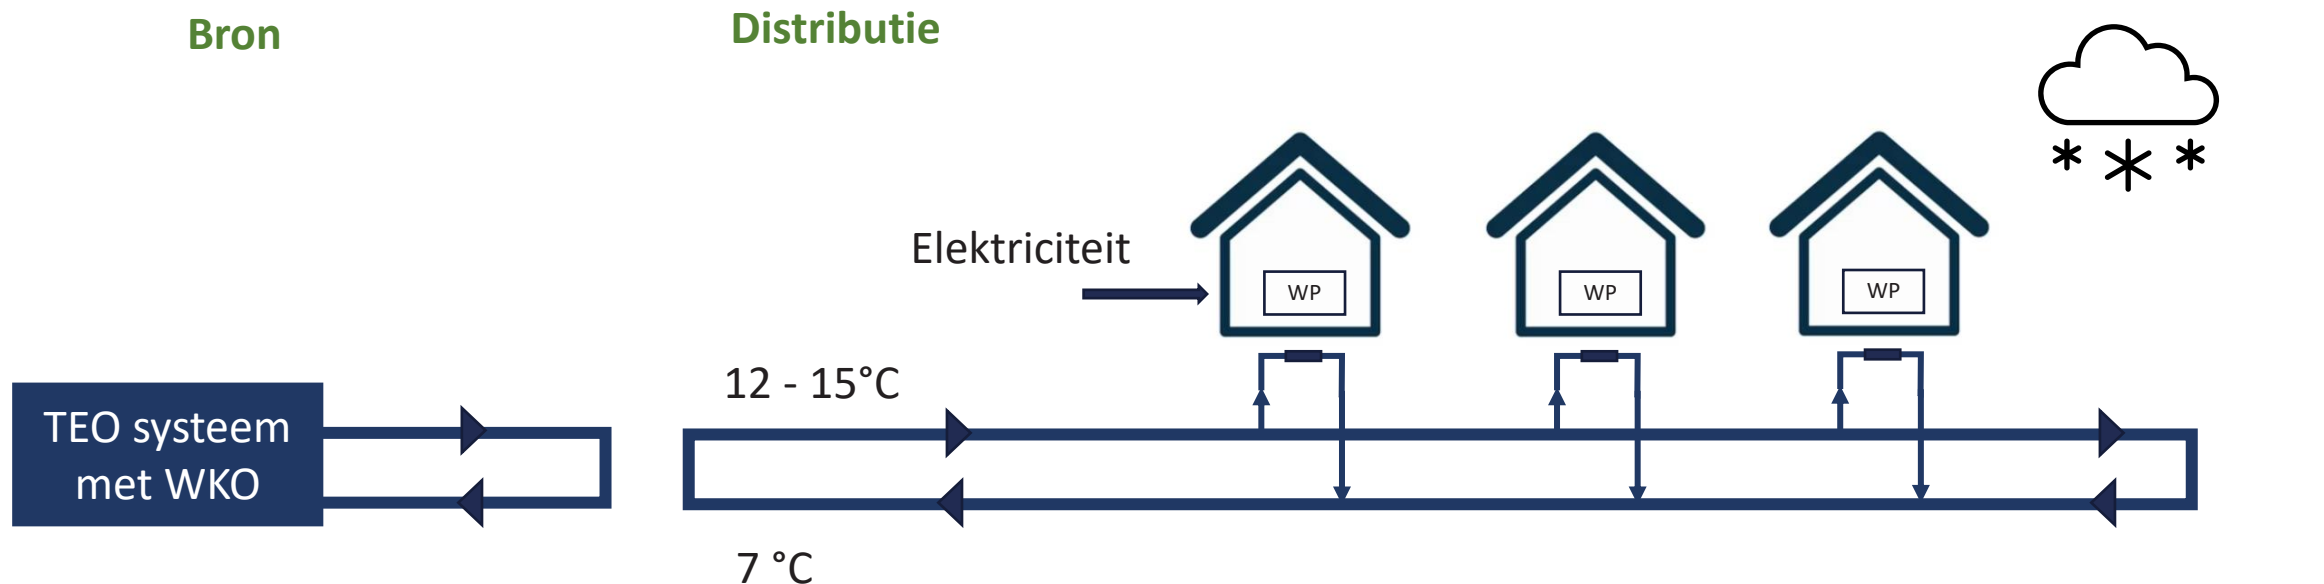 Bron
Distributie
Elektriciteit
WP
WP
WP
12 - 15°C
TEO systeem
met WKO
7 °C